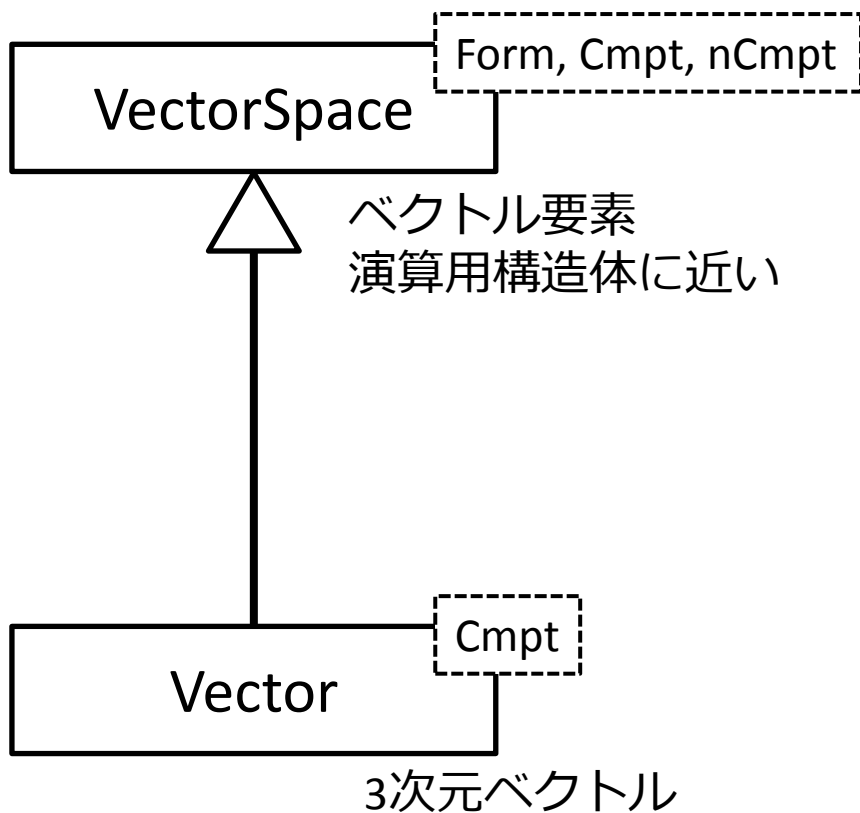 Form, Cmpt, nCmpt
VectorSpace
ベクトル要素
演算用構造体に近い
Cmpt
Vector
3次元ベクトル